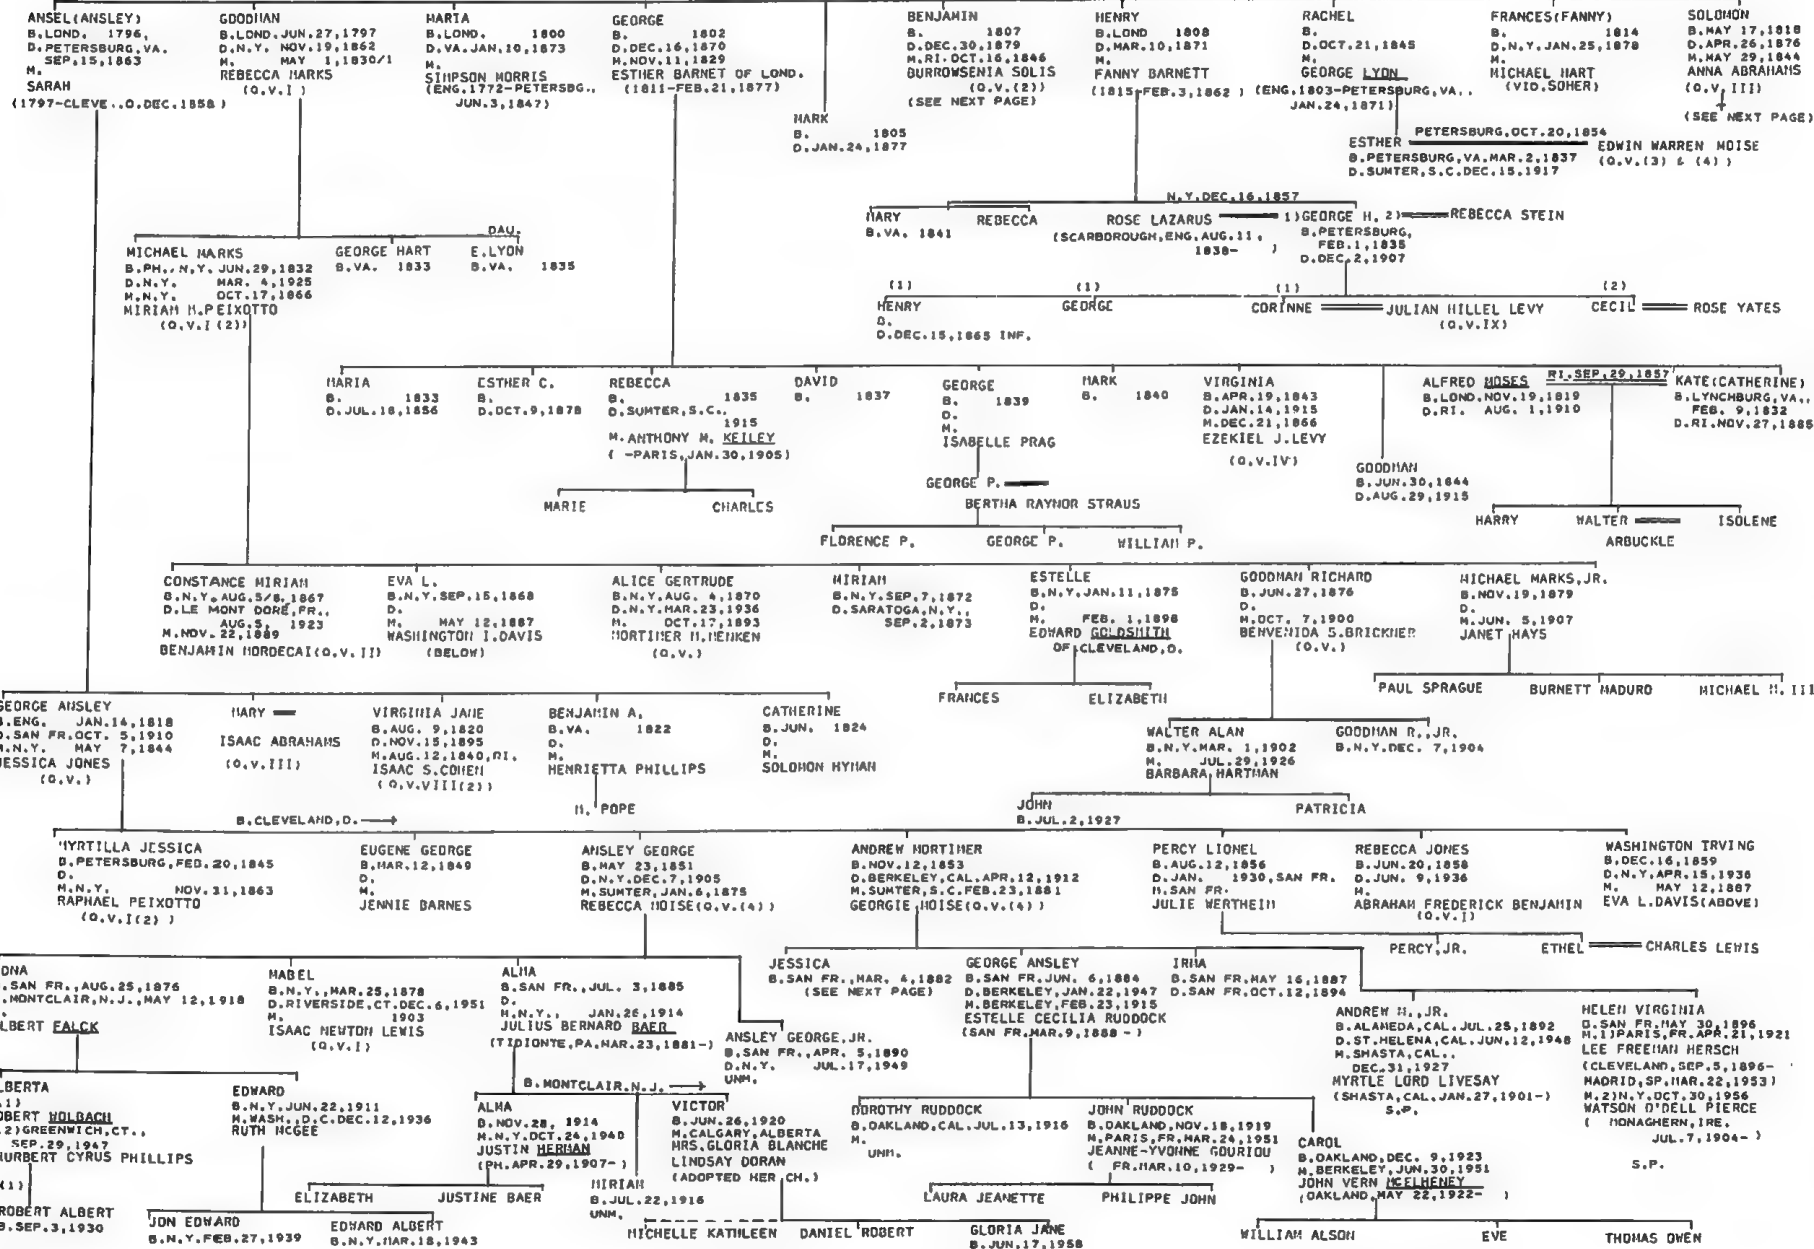 ANSEL(ANSLEY)
B.LOND. 1796,
D.PETERSBURG,VA.
SEP.15,1863
M.
SARAH
(1797-CLEVE.,O.DEC.1858)
GOODMAN
B.LOND.JUN.27,1797
D.N.Y. NOV.19,1862
M. MAY 1,1830/1
REBECCA MARKS
(Q.V.I)
MARIA
B.LOND. 1800
D.VA.JAN.10,1873
M.
SIMPSON MORRIS
(ENG.1772-PETERSBG.,
JUN.3,1847)
GEORGE
B. 1802
D.DEC.16,1870
M.NOV.11,1829
ESTHER BARNET OF LOND.
(1811-FEB.21,1877)
MARK
B. 1805
D.JAN.24,1877
BENJAMIN
B. 1807
D.DEC.30,1879
M.RI.OCT.16,1846
BURROWSENIA SOLIS
(Q.V.(2))
(SEE NEXT PAGE)
HENRY
B.LOND 1808
D.MAR.10,1871
M.
FANNY BARNETT
(1815-FEB.3,1862)
RACHEL
B.
D.OCT.21,1845
M.
GEORGE LYON
(ENG.1803-PETERSBURG,VA.,
JAN.24,1871)
FRANCES(FANNY)
B. 1814
D.N.Y.JAN.25,1878
M.
MICHAEL HART
(VID.SOHER)
SOLOMON
B.MAY 17,1818
D.APR.26,1876
M.MAY 29,1844
ANNA ABRAHAMS
(Q.V.III)
(SEE NEXT PAGE)
PETERSBURG,OCT.20,1854
ESTHER
B.PETERSBURG,VA.MAR.2,1837
D.SUMTER,S.C.DEC.15,1917
EDWIN WARREN MOISE
(Q.V.(3) & (4))
N.Y.DEC.16,1857
MARY
B.VA. 1841
REBECCA
ROSE LAZARUS
(SCARBOROUGH,ENG.AUG.11,
1838- )
1)GEORGE H.2)
B.PETERSBURG,
FEB.1,1835
D.DEC.2,1907
REBECCA STEIN
MICHAEL MARKS
B.PH.,N.Y. JUN.29,1832
D.N.Y. MAR. 4,1925
M.N.Y. OCT.17,1866
MIRIAM M.PEIXOTTO
(Q.V.I(2))
GEORGE HART
B.VA. 1833
DAU.
E.LYON
B.VA. 1835
(1)
HENRY
B.
D.DEC.15,1865 INF.
(1)
GEORGE
(1)
CORINNE
JULIAN HILLEL LEVY
(Q.V.IX)
(2)
CECIL
ROSE YATES
MARIA
B. 1833
D.JUL.18,1856
ESTHER C.
B.
D.OCT.9,1878
REBECCA
B. 1835
D.SUMTER,S.C.,
1915
M.ANTHONY M. KEILEY
( -PARIS,JAN.30,1905)
DAVID
B. 1837
GEORGE
B. 1839
D.
M.
ISABELLE PRAG
MARK
B. 1840
VIRGINIA
B.APR.19,1843
D.JAN.14,1915
M.DEC.21,1866
EZEKIEL J.LEVY
(Q.V.IV)
GOODMAN
B.JUN.30,1844
D.AUG.29,1915
ALFRED MOSES
B.LOND.NOV.19,1819
D.RI. AUG. 1,1910
RI.SEP.29,1857
KATE(CATHERINE)
B.LYNCHBURG,VA.,
FEB. 9,1832
D.RI.NOV.27,1885
MARIE
CHARLES
GEORGE P.
BERTHA RAYNOR STRAUS
FLORENCE P.
GEORGE P.
WILLIAM P.
HARRY
WALTER
ARBUCKLE
ISOLENE
CONSTANCE MIRIAM
B.N.Y.AUG.5/8,1867
D.LE MONT DORE,FR.,
AUG.5, 1923
M.NOV.22,1889
BENJAMIN MORDECAI(Q.V.II)
EVA L.
B.N.Y.SEP.15,1868
D.
M. MAY 12,1887
WASHINGTON I.DAVIS
(BELOW)
ALICE GERTRUDE
B.N.Y.AUG. 4,1870
D.N.Y.MAR.23,1936
M. OCT.17,1893
MORTIMER M.MENKEN
(Q.V.)
MIRIAM
B.N.Y.SEP.7,1872
D.SARATOGA,N.Y.,
SEP.2,1873
ESTELLE
B.N.Y.JAN.11,1875
D.
M. FEB. 1,1898
EDWARD GOLDSMITH
OF CLEVELAND,O.
GOODMAN RICHARD
B.JUN.27,1876
D.
M.OCT. 7,1900
BENVENIDA S.BRICKNER
(Q.V.)
MICHAEL MARKS,JR.
B.NOV.19,1879
D.
M.JUN. 5,1907
JANET HAYS
FRANCES
ELIZABETH
PAUL SPRAGUE
BURNETT MADURO
MICHAEL M.III
GEORGE ANSLEY
B.ENG. JAN.14,1818
D.SAN FR.OCT. 5,1910
M.N.Y. MAY 7,1844
JESSICA JONES
(Q.V.)
MARY
ISAAC ABRAHAMS
(Q.V.III)
VIRGINIA JANE
B.AUG. 9,1820
D.NOV.15,1895
M.AUG.12,1840,RI.
ISAAC S.COHEN
(Q.V.VIII(2))
BENJAMIN A.
B.VA. 1822
D.
M.
HENRIETTA PHILLIPS
CATHERINE
B.JUN. 1824
D.
M.
SOLOMON HYMAN
M. POPE
WALTER ALAN
B.N.Y.MAR. 1,1902
M. JUL.29,1926
BARBARA HARTMAN
GOODMAN R.,JR.
B.N.Y.DEC. 7,1904
JOHN
B.JUL.2,1927
PATRICIA
B.CLEVELAND,O.
MYRTILLA JESSICA
B.PETERSBURG,FEB.20,1845
D.
M.N.Y. NOV.31,1863
RAPHAEL PEIXOTTO
(Q.V.I(2) )
EUGENE GEORGE
B.MAR.12,1849
D.
M.
JENNIE BARNES
ANSLEY GEORGE
B.MAY 23,1851
D.N.Y.DEC.7,1905
M.SUMTER,JAN.6,1875
REBECCA MOISE(Q.V.(4))
ANDREW MORTIMER
B.NOV.12,1853
D.BERKELEY,CAL.APR.12,1912
M.SUMTER,S.C.FEB.23,1881
GEORGIE MOISE(Q.V.(4))
PERCY LIONEL
B.AUG.12,1856
D.JAN. 1930,SAN FR.
M.SAN FR.
JULIE WERTHEIM
REBECCA JONES
B.JUN.20,1858
D.JUN. 9,1936
M.
ABRAHAM FREDERICK BENJAMIN
(Q.V.I)
WASHINGTON IRVING
B.DEC.16,1859
D.N.Y.APR.15,1936
M. MAY 12,1887
EVA L.DAVIS(ABOVE)
PERCY,JR.
ETHEL
CHARLES LEWIS
DNA
.SAN FR.,AUG.25,1876
.MONTCLAIR,N.J.,MAY 12,1918
LBERT FALCK
MABEL
B.N.Y.,MAR.25,1878
D.RIVERSIDE,CT.DEC.6,1951
M. 1903
ISAAC NEWTON LEWIS
(Q.V.I)
ALMA
B.SAN FR.,JUL. 3,1885
D.
M.N.Y., JAN.26,1914
JULIUS BERNARD BAER
(TIDIONTE,PA.MAR.23,1881-)
ANSLEY GEORGE,JR.
B.SAN FR.,APR. 5,1890
D.N.Y. JUL.17,1949
UNM.
JESSICA
B.SAN FR.,MAR. 4,1882
(SEE NEXT PAGE)
GEORGE ANSLEY
B.SAN FR.JUN. 6,1884
D.BERKELEY,JAN.22,1947
M.BERKELEY,FEB.23,1915
ESTELLE CECILIA RUDDOCK
(SAN FR.MAR.9,1888 - )
IRMA
B.SAN FR.MAY 16,1887
D.SAN FR.OCT.12,1894
ANDREW M.,JR.
B.ALAMEDA,CAL.JUL.25,1892
D.ST.HELENA,CAL.JUN.12,1948
M.SHASTA,CAL.,
DEC.31,1927
MYRTLE LORD LIVESAY
(SHASTA,CAL.JAN.27,1901-)
S.P.
HELEN VIRGINIA
B.SAN FR.MAY 30,1896
M.1)PARIS,FR.APR.21,1921
LEE FREEMAN HERSCH
(CLEVELAND,SEP.5,1896-
MADRID,SP.MAR.22,1953)
M.2)N.Y.OCT.30,1956
WATSON O'DELL PIERCE
( MONAGHERN,IRE.
JUL.7,1904- )
S.P.
LBERTA
.1)
OBERT WOLBACH
.2)GREENWICH,CT.,
SEP.29,1947
HURBERT CYRUS PHILLIPS
(1)
ROBERT ALBERT
B.SEP.3,1930
EDWARD
B.N.Y.JUN.22,1911
M.WASH.,D.C.DEC.12,1936
RUTH MCGEE
JON EDWARD
B.N.Y.FEB.27,1939
EDWARD ALBERT
B.N.Y.MAR.18,1943
B.MONTCLAIR.N.J.
ALMA
B.NOV.28, 1914
M.N.Y.OCT.24,1940
JUSTIN HERMAN
(PH.APR.29,1907- )
ELIZABETH
JUSTINE BAER
MIRIAM
B.JUL.22,1916
UNM.
VICTOR
B.JUN.26,1920
M.CALGARY,ALBERTA
MRS.GLORIA BLANCHE
LINDSAY DORAN
(ADOPTED HER CH.)
MICHELLE KATHLEEN
DANIEL ROBERT
GLORIA JANE
B.JUN.17,1958
DOROTHY RUDDOCK
B.OAKLAND,CAL.JUL.13,1916
M.
UNM.
JOHN RUDDOCK
B.OAKLAND,NOV.18,1919
M.PARIS,FR.MAR.24,1951
JEANNE-YVONNE GOURIOU
( FR.MAR.10,1929- )
LAURA JEANETTE
PHILIPPE JOHN
CAROL
B.OAKLAND,DEC. 9,1923
M.BERKELEY,JUN.30,1951
JOHN VERN MCELHENEY
(OAKLAND,MAY 22,1922- )
WILLIAM ALSON
EVE
THOMAS OWEN